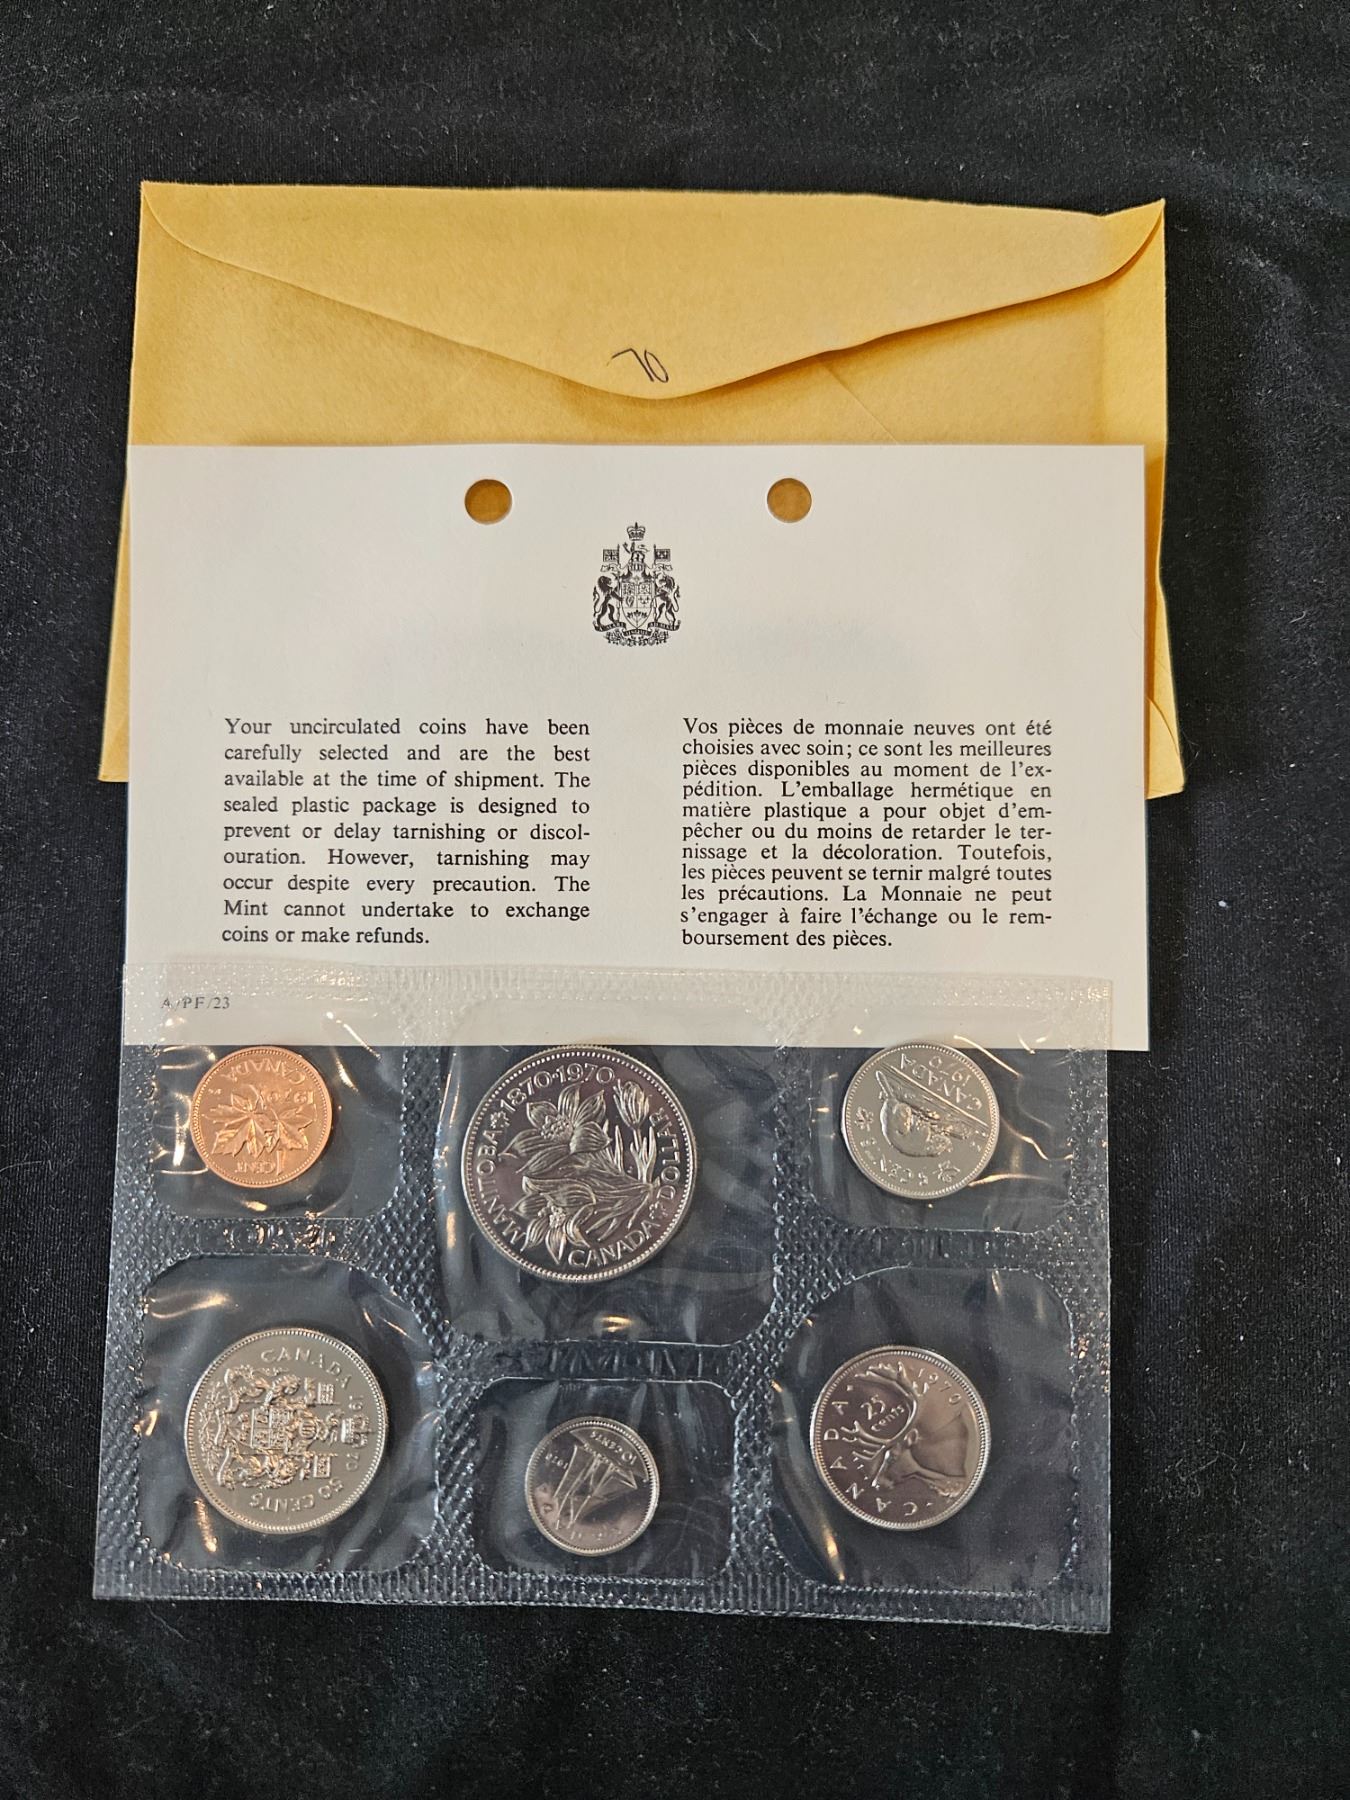 70
Your uncirculated coins have been
carefully selected and are the best
available at the time of shipment. The
sealed plastic package is designed to
prevent or delay tarnishing or discol-
ouration. However, tarnishing may
occur despite every precaution. The
Mint cannot undertake to exchange
coins or make refunds.
Vos pièces de monnaie neuves ont été
choisies avec soin; ce sont les meilleures
pièces disponibles au moment de l'ex-
pédition. L'emballage hermétique en
matière plastique a pour objet d'em-
pêcher ou du moins de retarder le ter-
nissage et la décoloration. Toutefois,
les pièces peuvent se ternir malgré toutes
les précautions. La Monnaie ne peut
s'engager à faire l'échange ou le rem-
boursement des pièces.
A/PF/23
1970 CANADA
1 CENT
MANITOBA 1870·1970
CANADA DOLLAR
CANADA
1970
5 CENTS
CANADA 1970
50 CENTS
10 CENTS
1970
CANADA 1970
25
cents